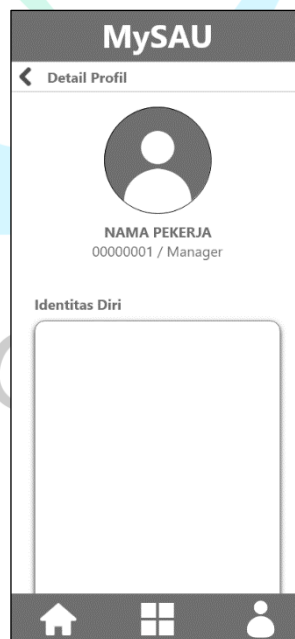 MySAU
Detail Profil
NAMA PEKERJA
00000001 / Manager
Identitas Diri